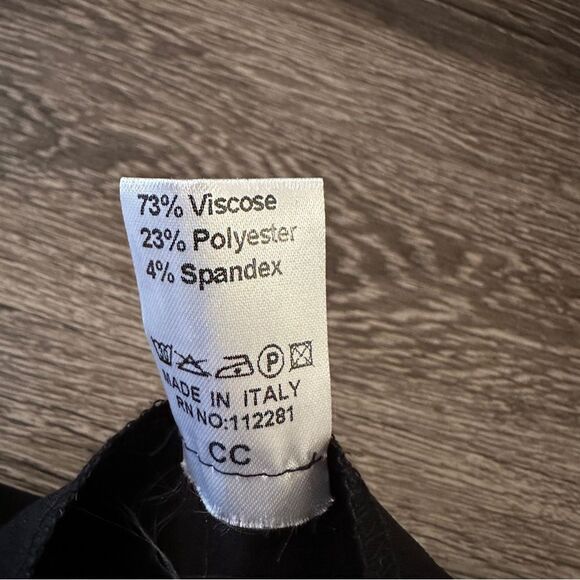 73% Viscose
23% Polyester
4% Spandex
P
MADE IN ITALY
RN NO:112281
CC